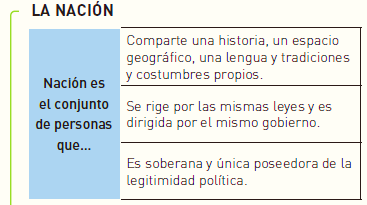 LA NACIÓN
Nación es
el conjunto
de personas
que...
Comparte una historia, un espacio
geográfico, una lengua y tradiciones
y costumbres propios.
Se rige por las mismas leyes y es
dirigida por el mismo gobierno.
Es soberana y única poseedora de la
legitimidad política.